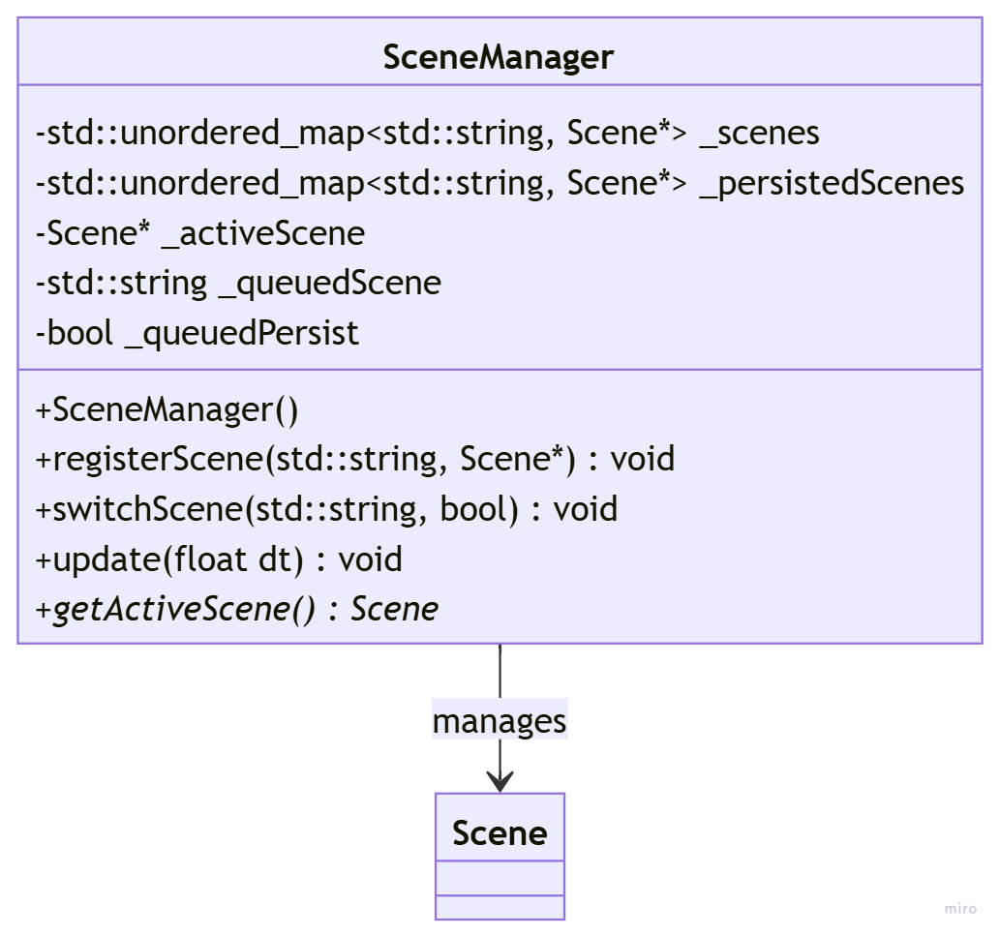 SceneManager
-std::unordered_map<std::string, Scene*> _scenes
-std::unordered_map<std::string, Scene*> _persistedScenes
-Scene* _activeScene
-std::string _queuedScene
-bool _queuedPersist
+SceneManager()
+registerScene(std::string, Scene*) : void
+switchScene(std::string, bool) : void
+update(float dt) : void
+getActiveScene() : Scene
manages
Scene
miro